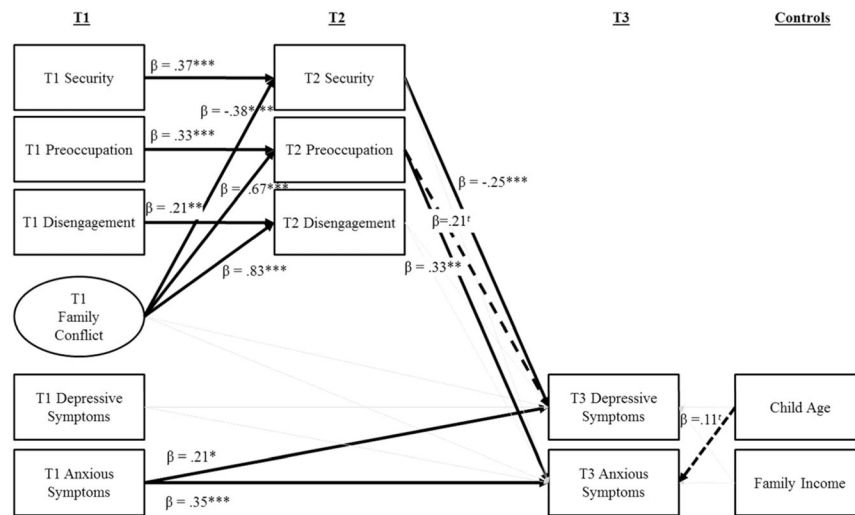 T1 T2 T3 Controls
T1 Security
β = .37***
T2 Security
β = -.38***
T1 Preoccupation
β = .33***
T2 Preoccupation
β = .67***
β = -.25***
T1 Disengagement
β = .21**
T2 Disengagement
β=.21ᵗ
β = .33**
β = .83***
T1
Family
Conflict
T1 Depressive
Symptoms
T3 Depressive
Symptoms
β =.11ᵗ
Child Age
T1 Anxious
Symptoms
β = .21*
β = .35***
T3 Anxious
Symptoms
Family Income